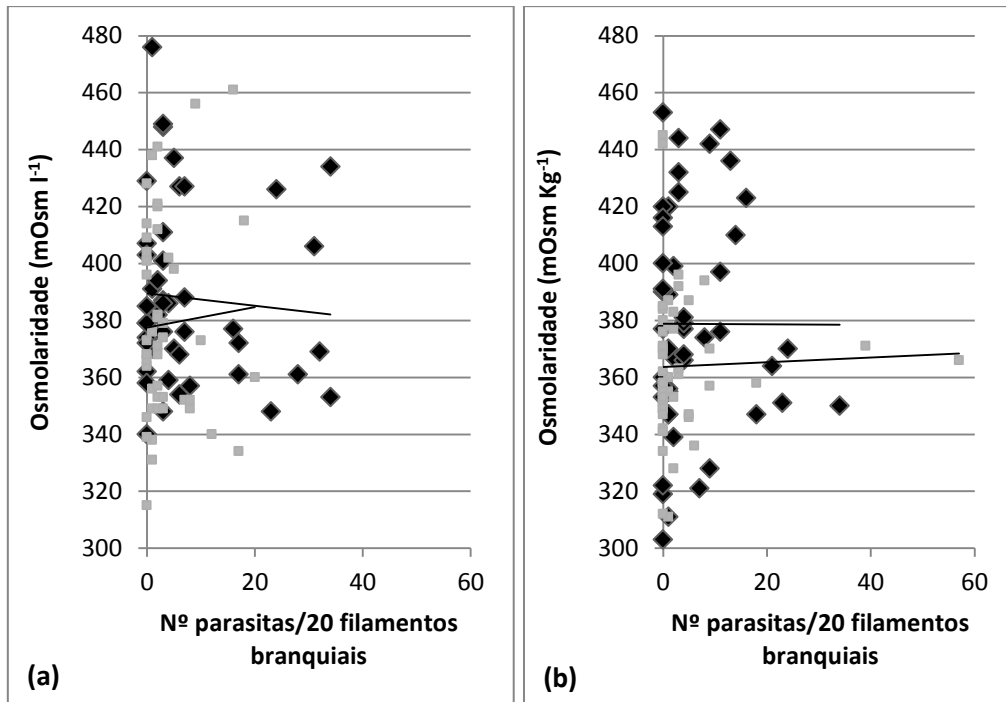 480
460
440
420
400
380
360
340
320
300
Osmolaridade (mOsm l⁻¹)
0 20 40 60
Nº parasitas/20 filamentos
branquiais
(a)
480
460
440
420
400
380
360
340
320
300
Osmolaridade (mOsm Kg⁻¹)
0 20 40 60
Nº parasitas/20 filamentos
branquiais
(b)